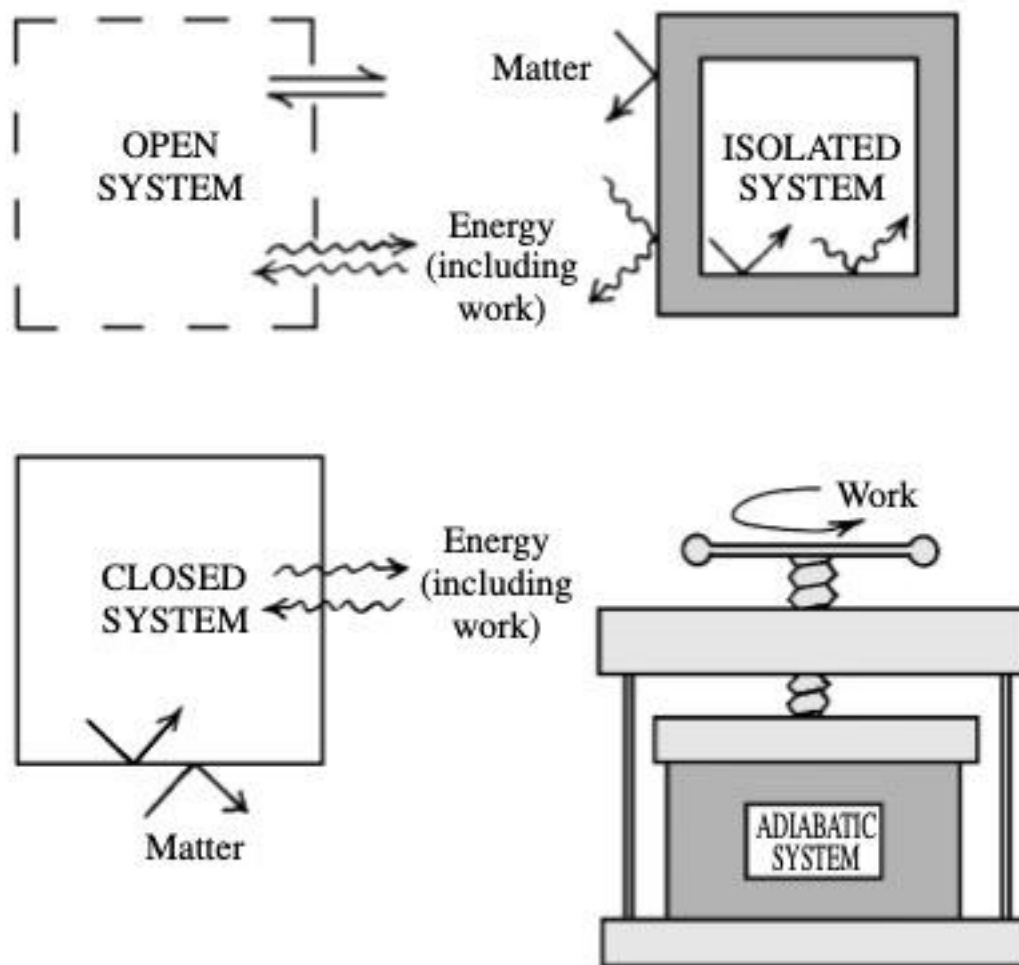 OPEN
SYSTEM
Energy
(including
work)
Matter
ISOLATED
SYSTEM
CLOSED
SYSTEM
Energy
(including
work)
Matter
Work
ADIABATIC
SYSTEM